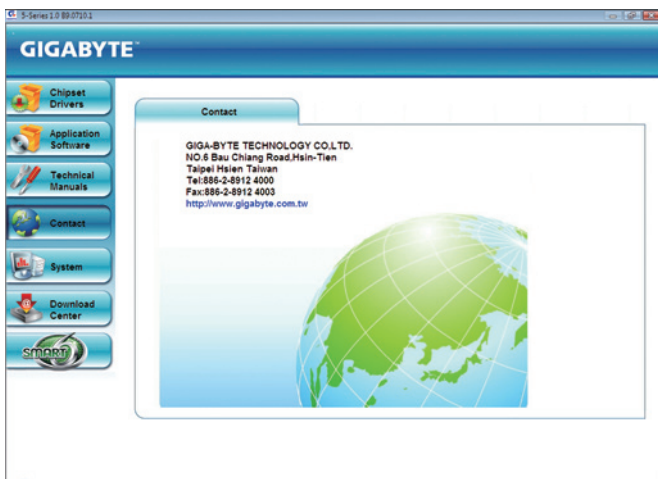 5-Series 1.0 B9.0710.1
GIGABYTE™
Chipset
Drivers
Application
Software
Technical
Manuals
Contact
System
Download
Center
SMART6
Contact
GIGA-BYTE TECHNOLOGY CO,LTD.
NO.6 Bau Chiang Road,Hsin-Tien
Taipei Hsien Taiwan
Tel:886-2-8912 4000
Fax:886-2-8912 4003
http://www.gigabyte.com.tw